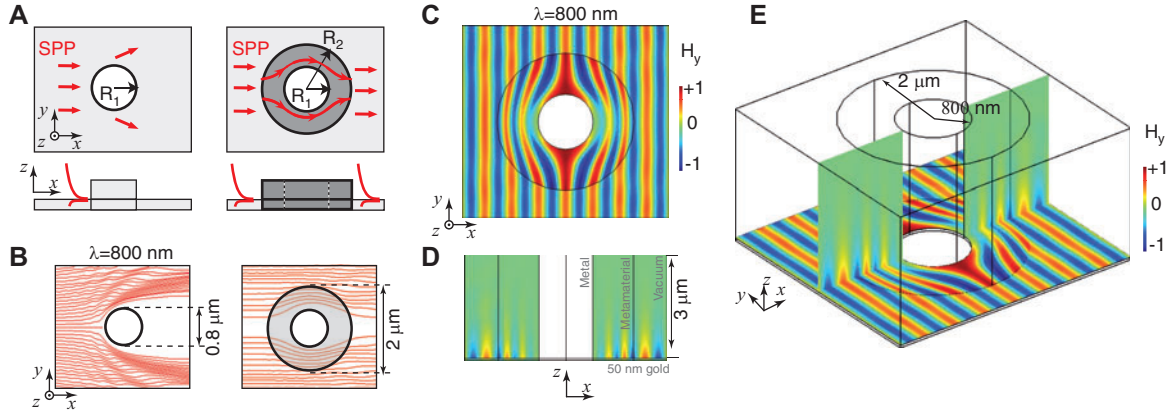 A
SPP
R1
y
z
x
SPP
R2
R1
z
x
B
λ=800 nm
0.8 μm
2 μm
y
z
x
C
λ=800 nm
Hy
+1
0
-1
y
z
x
D
Metal
Metamaterial
Vacuum
3 μm
50 nm gold
z
x
E
2 μm
800 nm
Hy
+1
0
-1
z
y
x